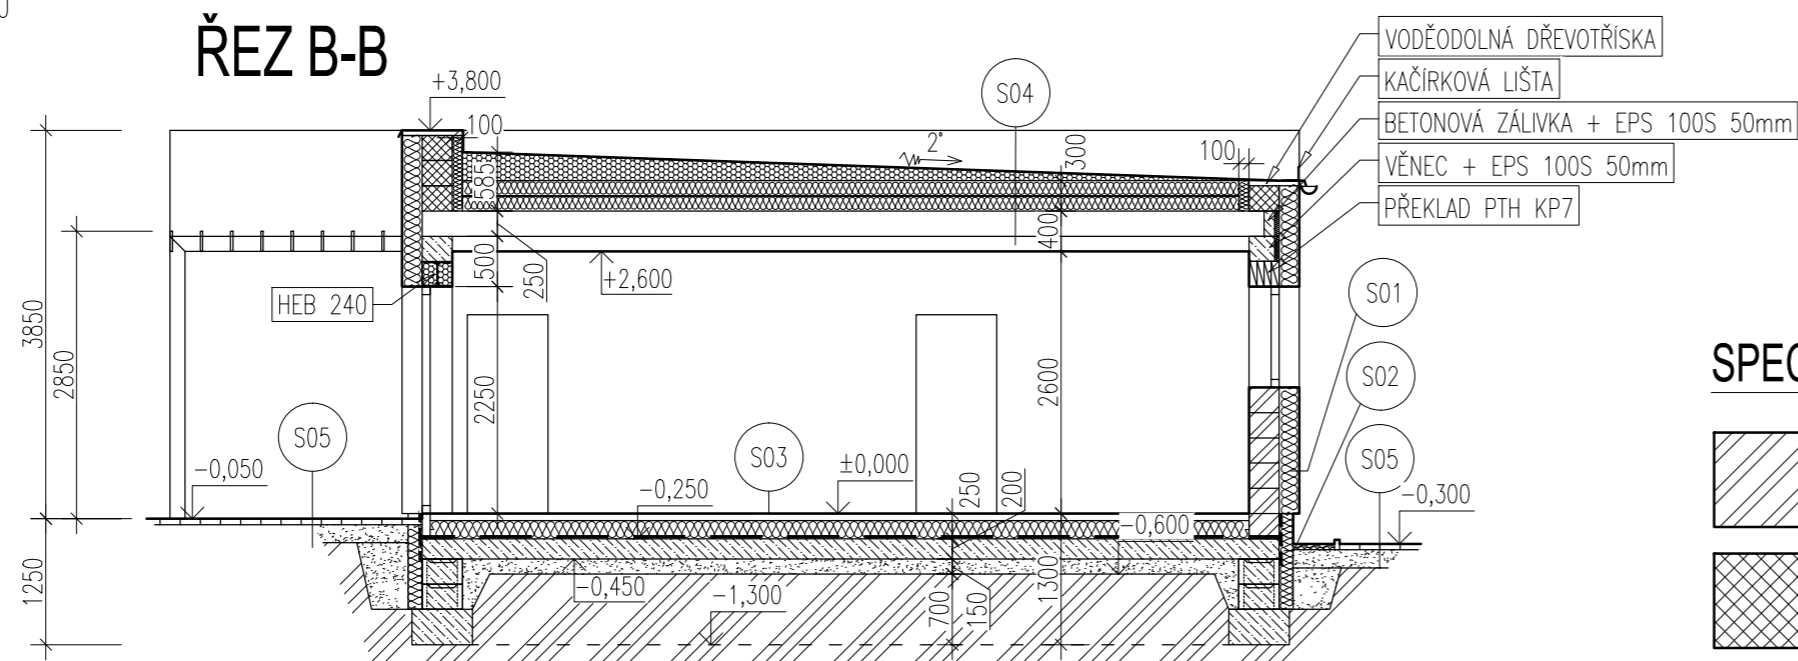 ŘEZ B-B
+3,800
S04
VODĚODOLNÁ DŘEVOTŘÍSKA
KAČÍRKOVÁ LIŠTA
BETONOVÁ ZÁLIVKA + EPS 100S 50mm
VĚNEC + EPS 100S 50mm
PŘEKLAD PTH KP7
100
2°
300
100
585
400
500
250
+2,600
HEB 240
S01
S02
S05
SPEC
3850
2850
2250
2600
S05
S03
-0,050
±0,000
-0,250
250
200
-0,600
-0,300
1250
-0,450
-1,300
700
150
1300